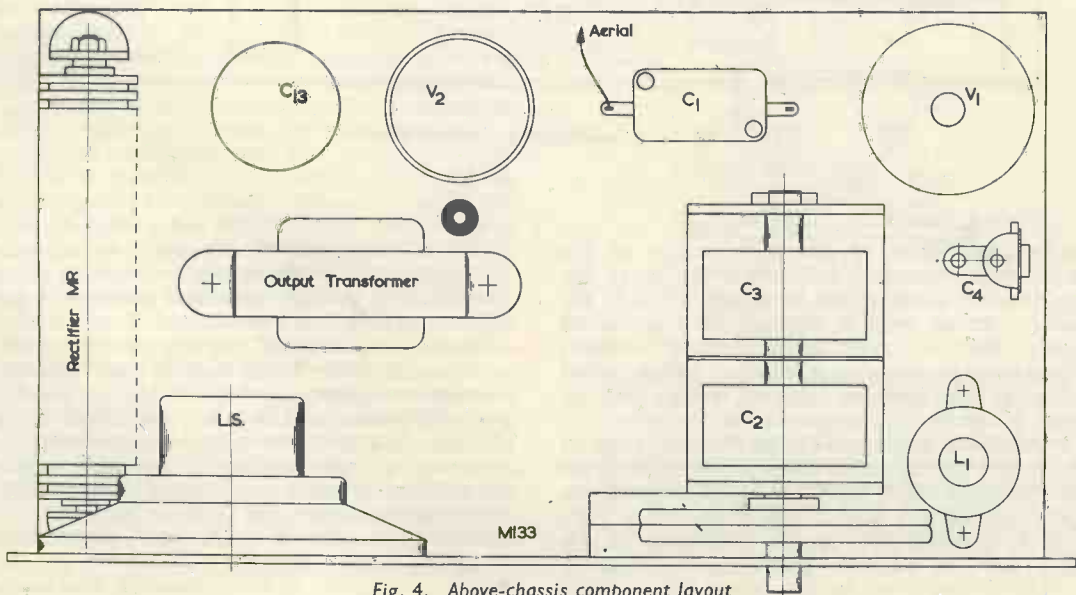 Aerial
C13
V2
C1
V1
Rectifier MR
Output Transformer
C3
C4
L.S.
C2
L1
M133
Fig. 4. Above-chassis component layout